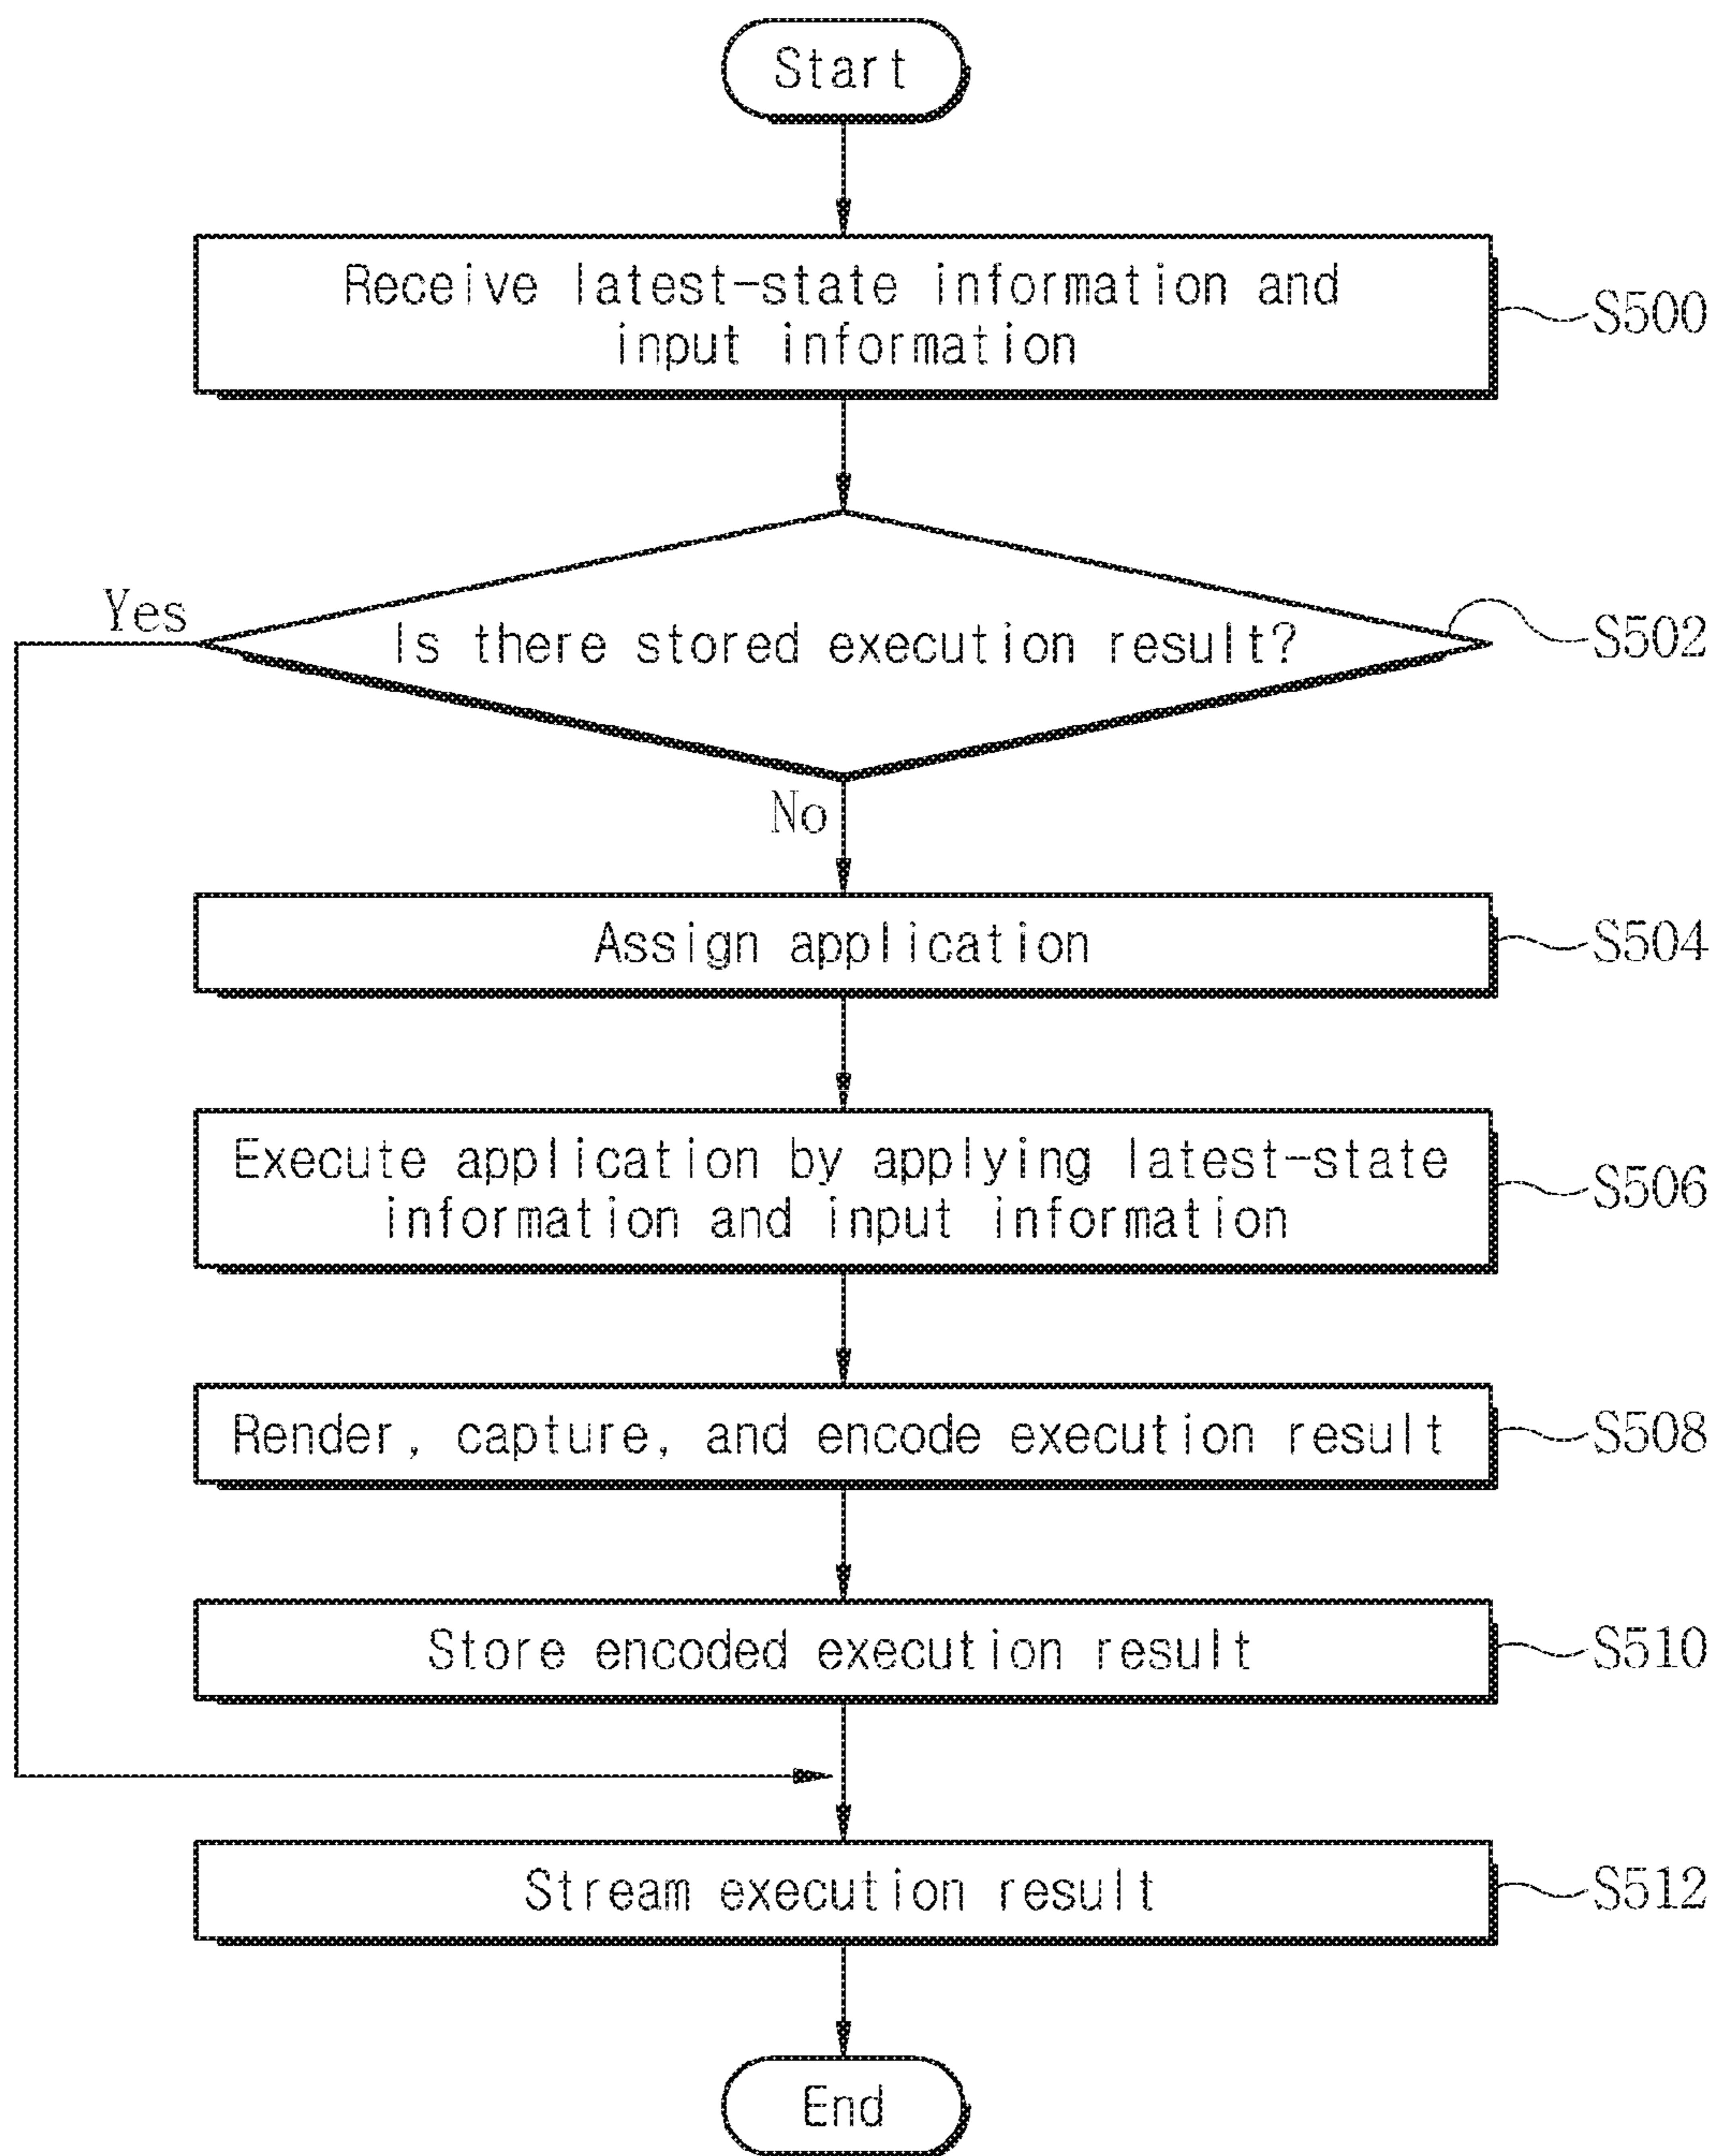 Start
Receive latest-state information and
input information
S500
Yes
Is there stored execution result?
S502
No
Assign application
S504
Execute application by applying latest-state
information and input information
S506
Render, capture, and encode execution result
S508
Store encoded execution result
S510
Stream execution result
S512
End